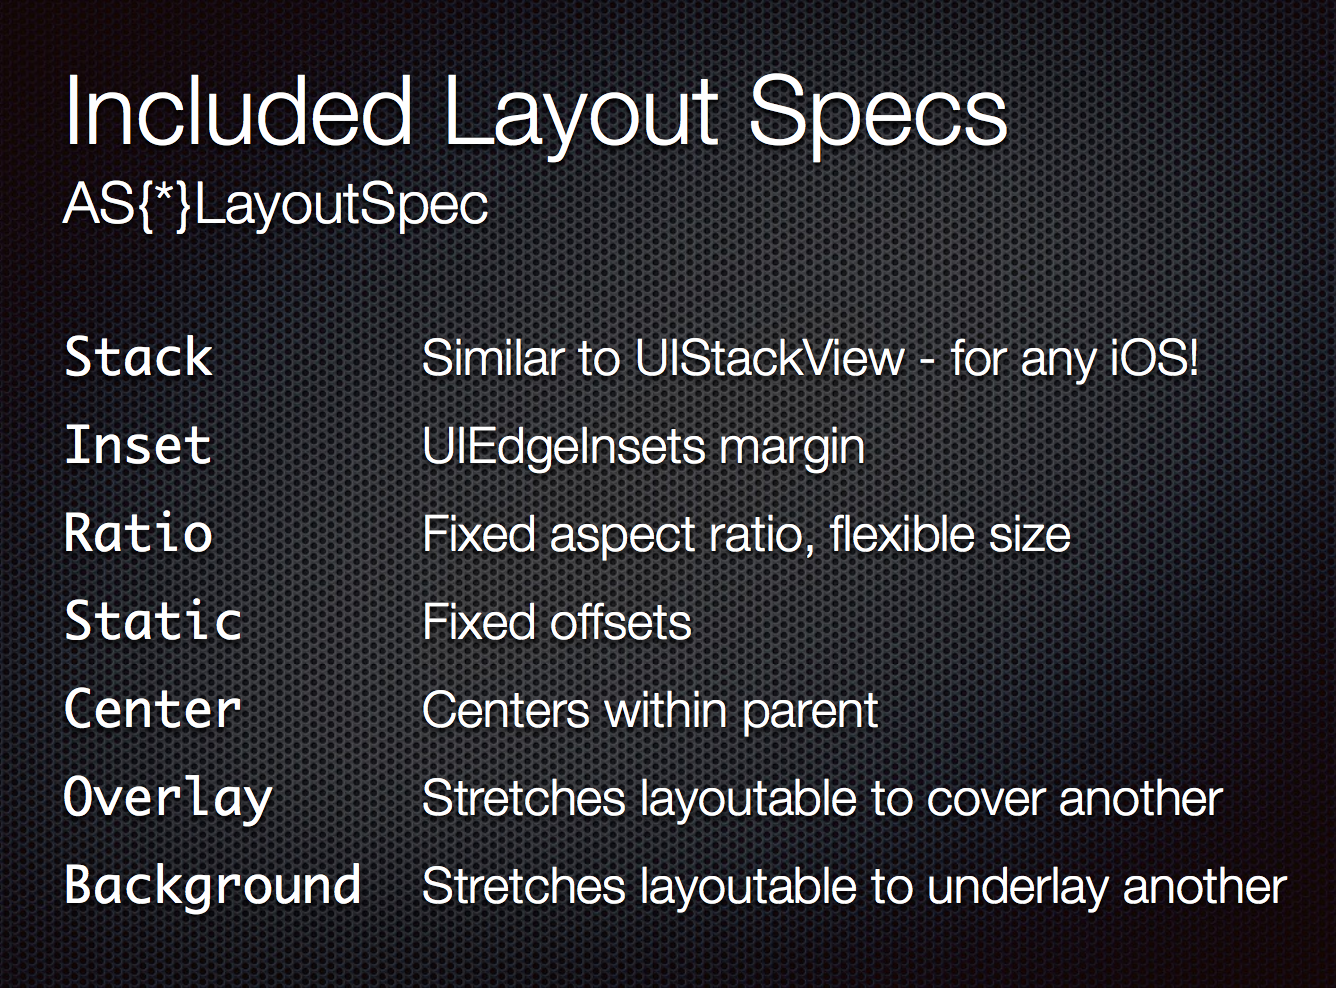 Included Layout Specs
AS{*}LayoutSpec
Stack Similar to UIStackView - for any iOS!
Inset UIEdgeInsets margin
Ratio Fixed aspect ratio, flexible size
Static Fixed offsets
Center Centers within parent
Overlay Stretches layoutable to cover another
Background Stretches layoutable to underlay another